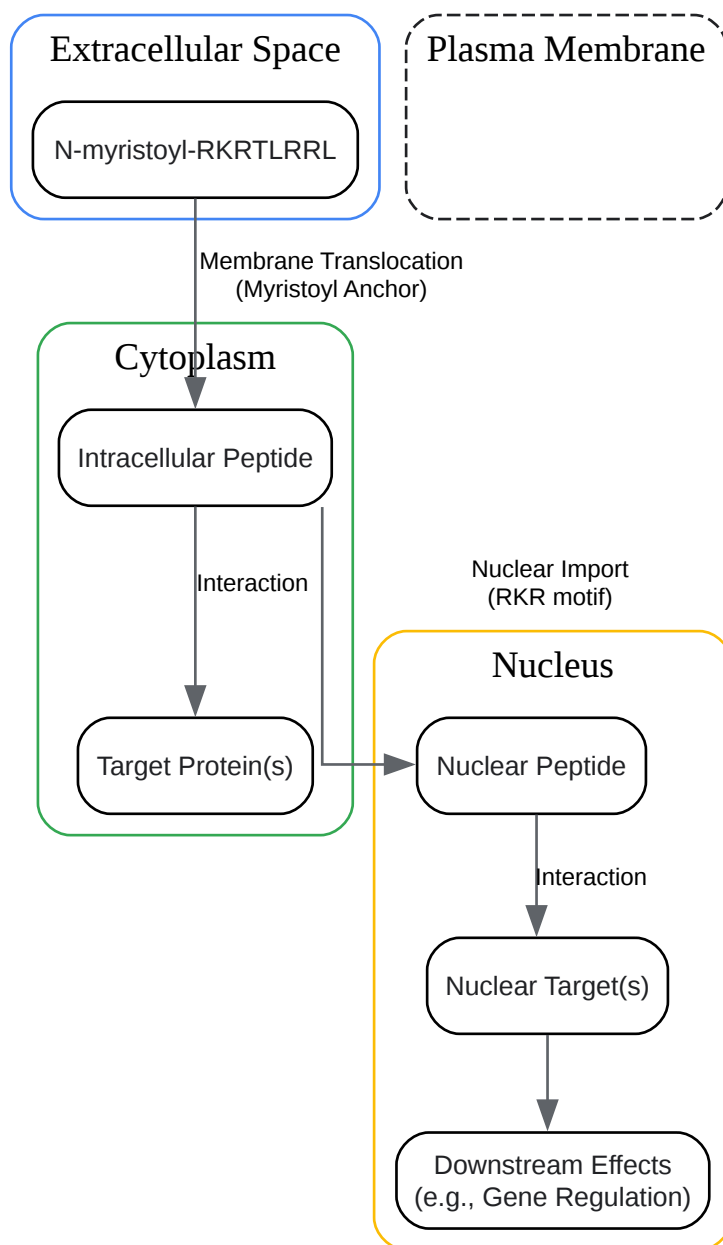 Extracellular Space
Plasma Membrane
N-myristoyl-RKRTLRRL
Membrane Translocation
(Myristoyl Anchor)
Cytoplasm
Intracellular Peptide
Interaction
Nuclear Import
(RKR motif)
Nucleus
Target Protein(s)
Nuclear Peptide
Interaction
Nuclear Target(s)
Downstream Effects
(e.g., Gene Regulation)